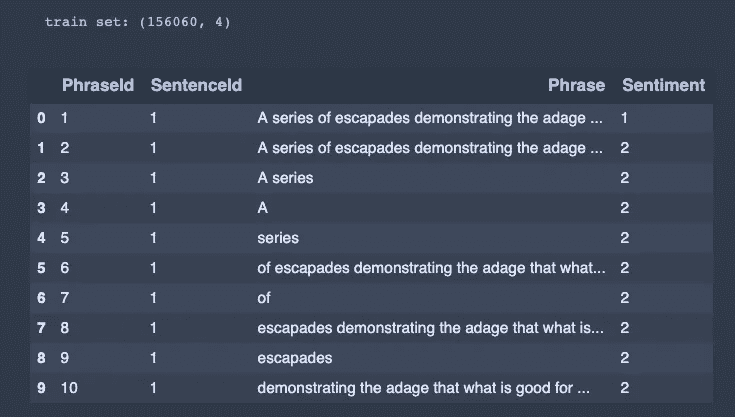 train set: (156060, 4)
PhraseId SentenceId Phrase Sentiment
0 1 1 A series of escapades demonstrating the adage ... 1
1 2 1 A series of escapades demonstrating the adage ... 2
2 3 1 A series 2
3 4 1 A 2
4 5 1 series 2
5 6 1 of escapades demonstrating the adage that what... 2
6 7 1 of 2
7 8 1 escapades demonstrating the adage that what is... 2
8 9 1 escapades 2
9 10 1 demonstrating the adage that what is good for ... 2